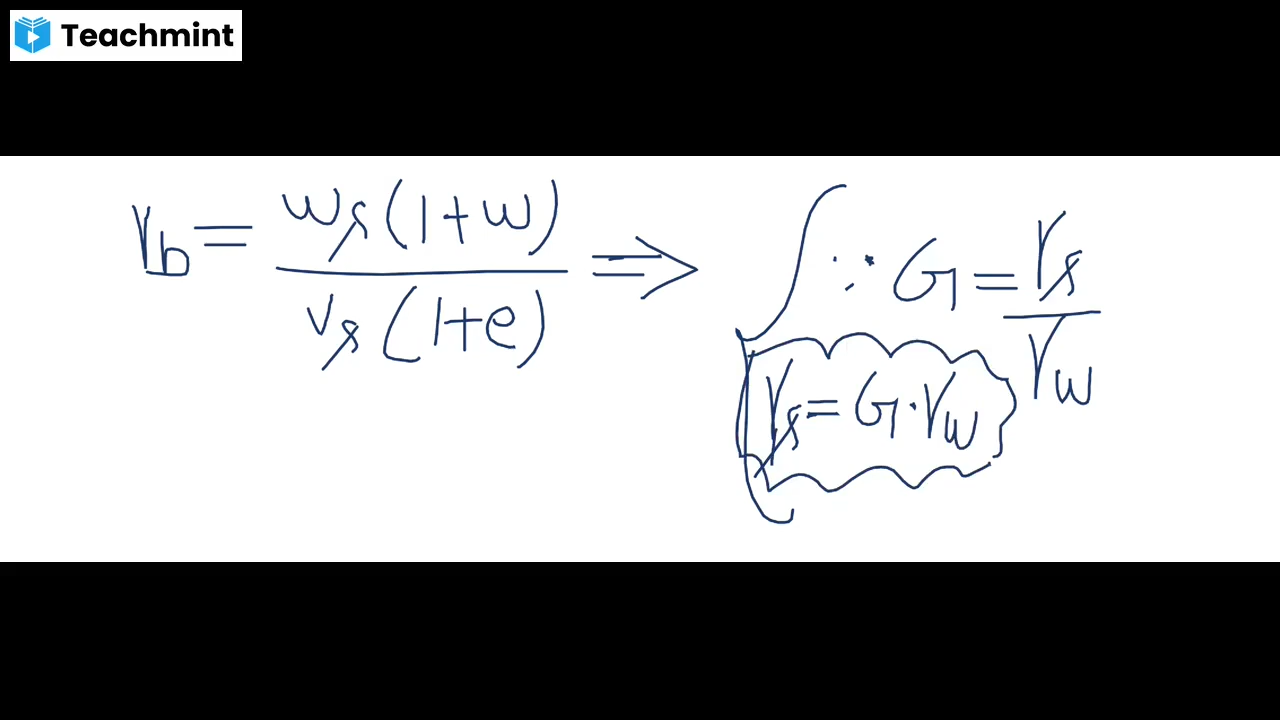 Teachmint
γb = Ws(1+w) / Vs(1+e) ⇒ { ∵ G = γs / γw
γs = G·γw